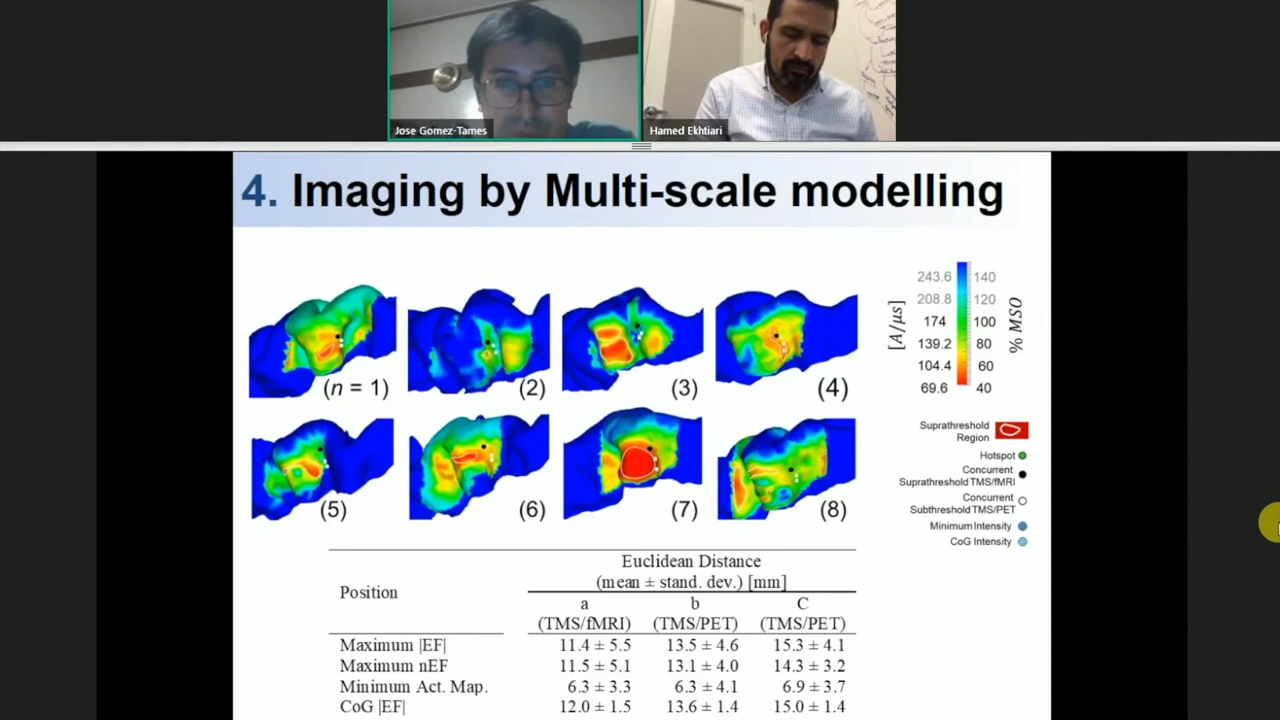 Jose Gomez-Tames
Hamed Ekhtiari
4. Imaging by Multi-scale modelling
(n = 1)
(2)
(3)
(4)
(5)
(6)
(7)
(8)
[A/µs]
243.6
208.8
174
139.2
104.4
69.6
140
120
100
80
60
40
% MSO
Suprathreshold
Region
Hotspot
Concurrent
Suprathreshold TMS/fMRI
Concurrent
Subthreshold TMS/PET
Minimum Intensity
CoG Intensity
Euclidean Distance
(mean ± stand. dev.) [mm]
Position
a b C
(TMS/fMRI) (TMS/PET) (TMS/PET)
Maximum |EF| 11.4 ± 5.5 13.5 ± 4.6 15.3 ± 4.1
Maximum nEF 11.5 ± 5.1 13.1 ± 4.0 14.3 ± 3.2
Minimum Act. Map. 6.3 ± 3.3 6.3 ± 4.1 6.9 ± 3.7
CoG |EF| 12.0 ± 1.5 13.6 ± 1.4 15.0 ± 1.4